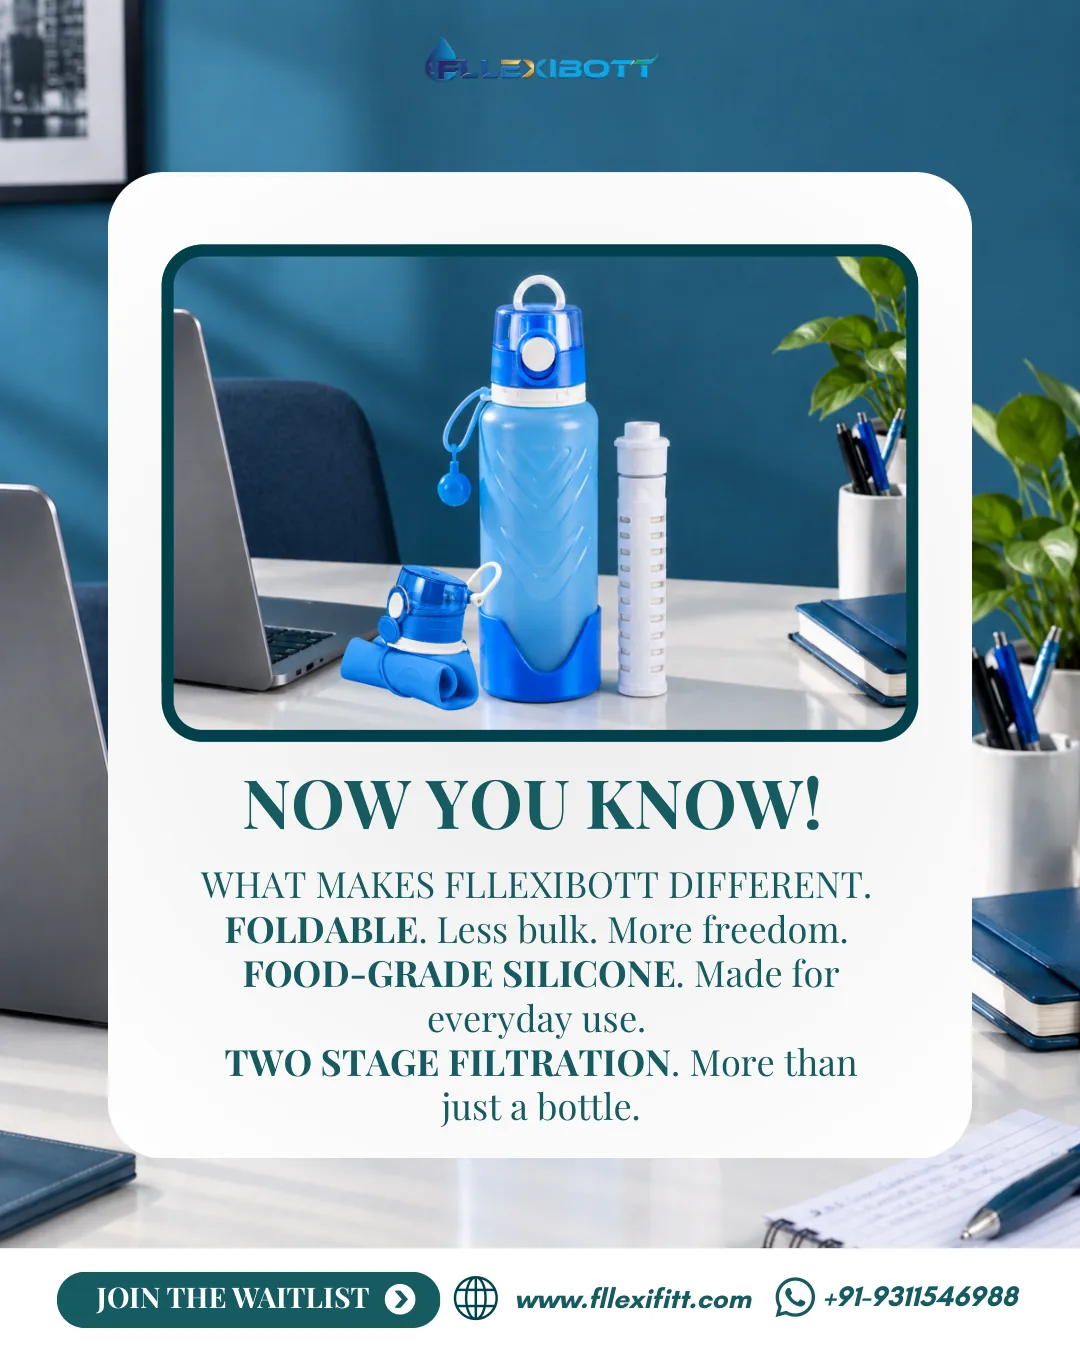 FLLEXIBOTT
NOW YOU KNOW!
WHAT MAKES FLLEXIBOTT DIFFERENT.
FOLDABLE. Less bulk. More freedom.
FOOD-GRADE SILICONE. Made for
everyday use.
TWO STAGE FILTRATION. More than
just a bottle.
JOIN THE WAITLIST
www.fllexifitt.com
+91-9311546988